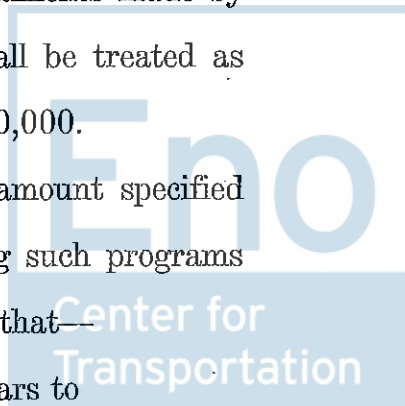 all be treated as
0,000.
amount specified
g such programs
that—
ars to
Eno
Center for
Transportation